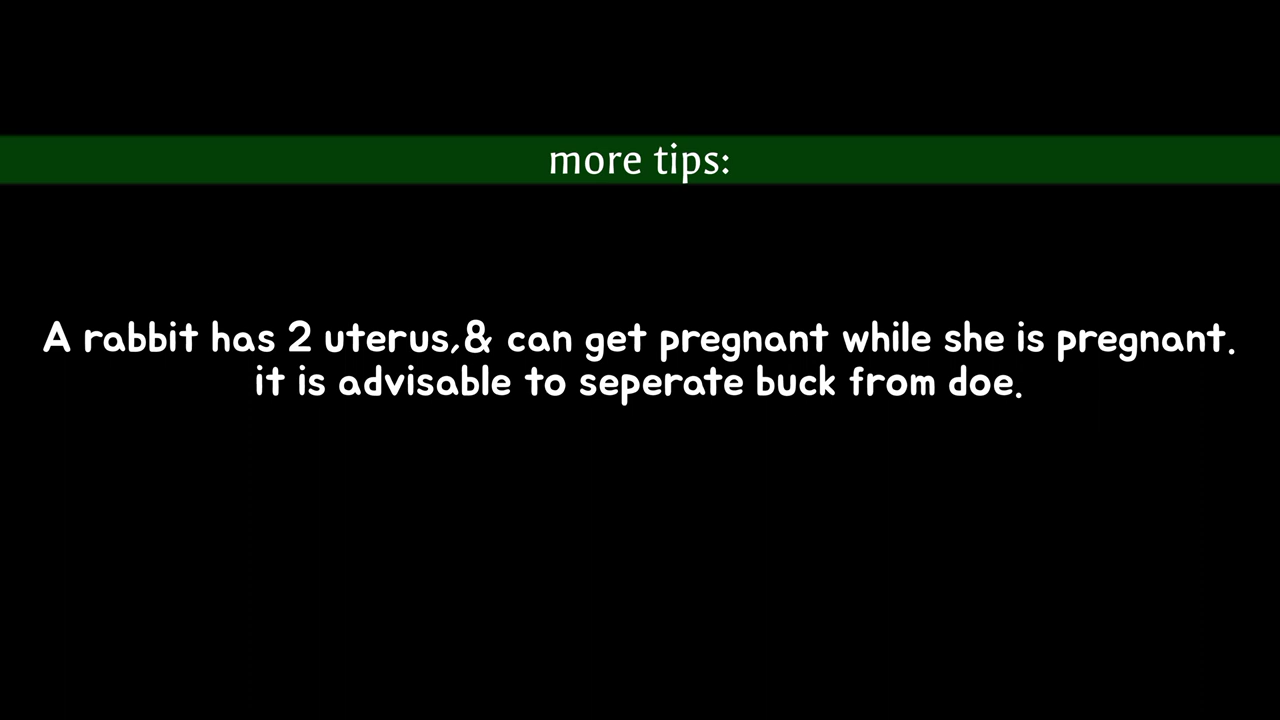 more tips:
A rabbit has 2 uterus,& can get pregnant while she is pregnant.
it is advisable to seperate buck from doe.